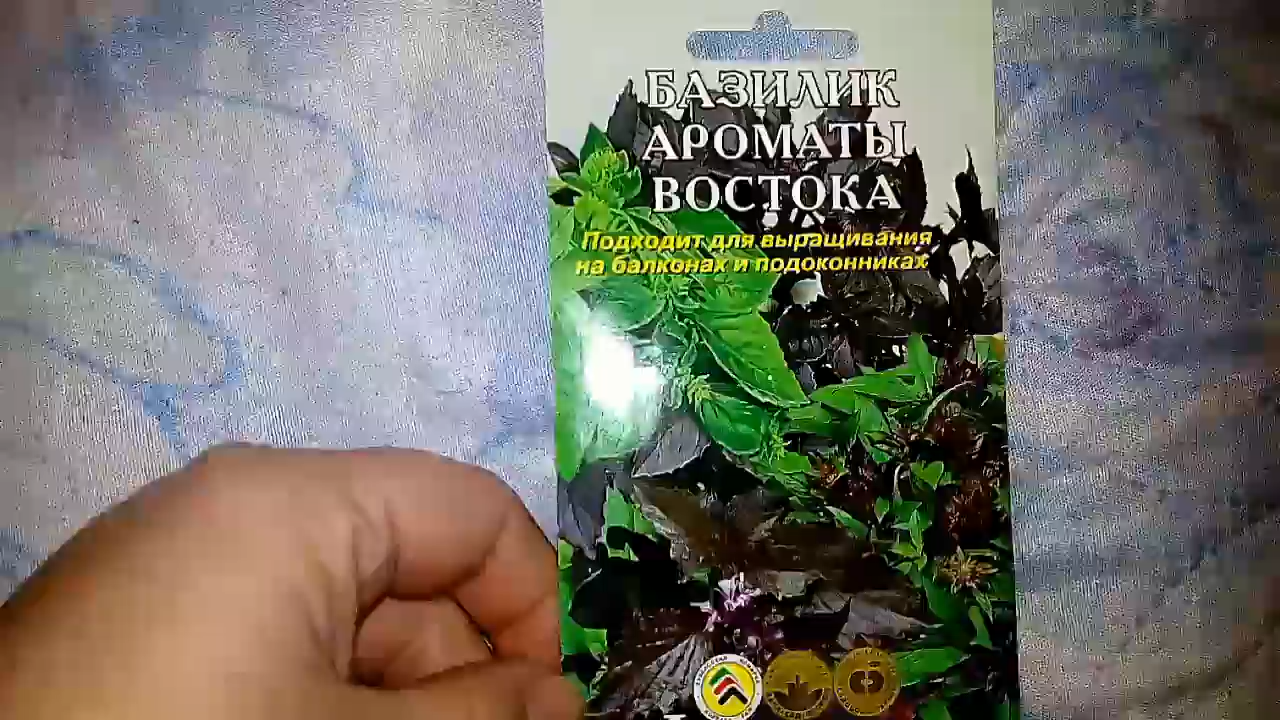 БАЗИЛИК
АРОМАТЫ
ВОСТОКА
Подходит для выращивания
на балконах и подоконниках